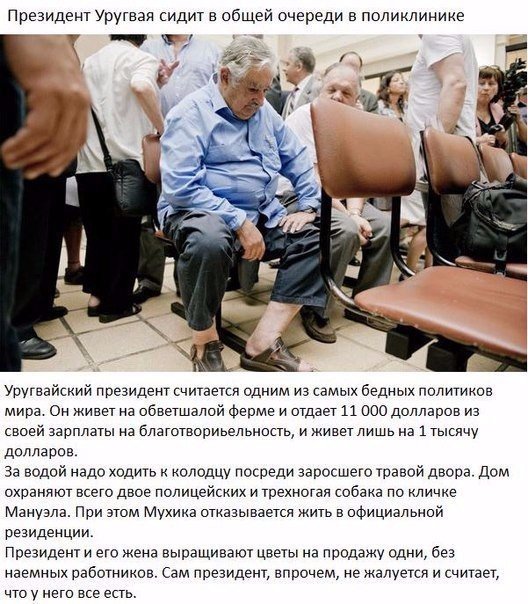 Президент Уругвая сидит в общей очереди в поликлинике
Уругвайский президент считается одним из самых бедных политиков
мира. Он живет на обветшалой ферме и отдает 11 000 долларов из
своей зарплаты на благотвориьельность, и живет лишь на 1 тысячу
долларов.
За водой надо ходить к колодцу посреди заросшего травой двора. Дом
охраняют всего двое полицейских и трехногая собака по кличке
Мануэла. При этом Мухика отказывается жить в официальной
резиденции.
Президент и его жена выращивают цветы на продажу одни, без
наемных работников. Сам президент, впрочем, не жалуется и считает,
что у него все есть.